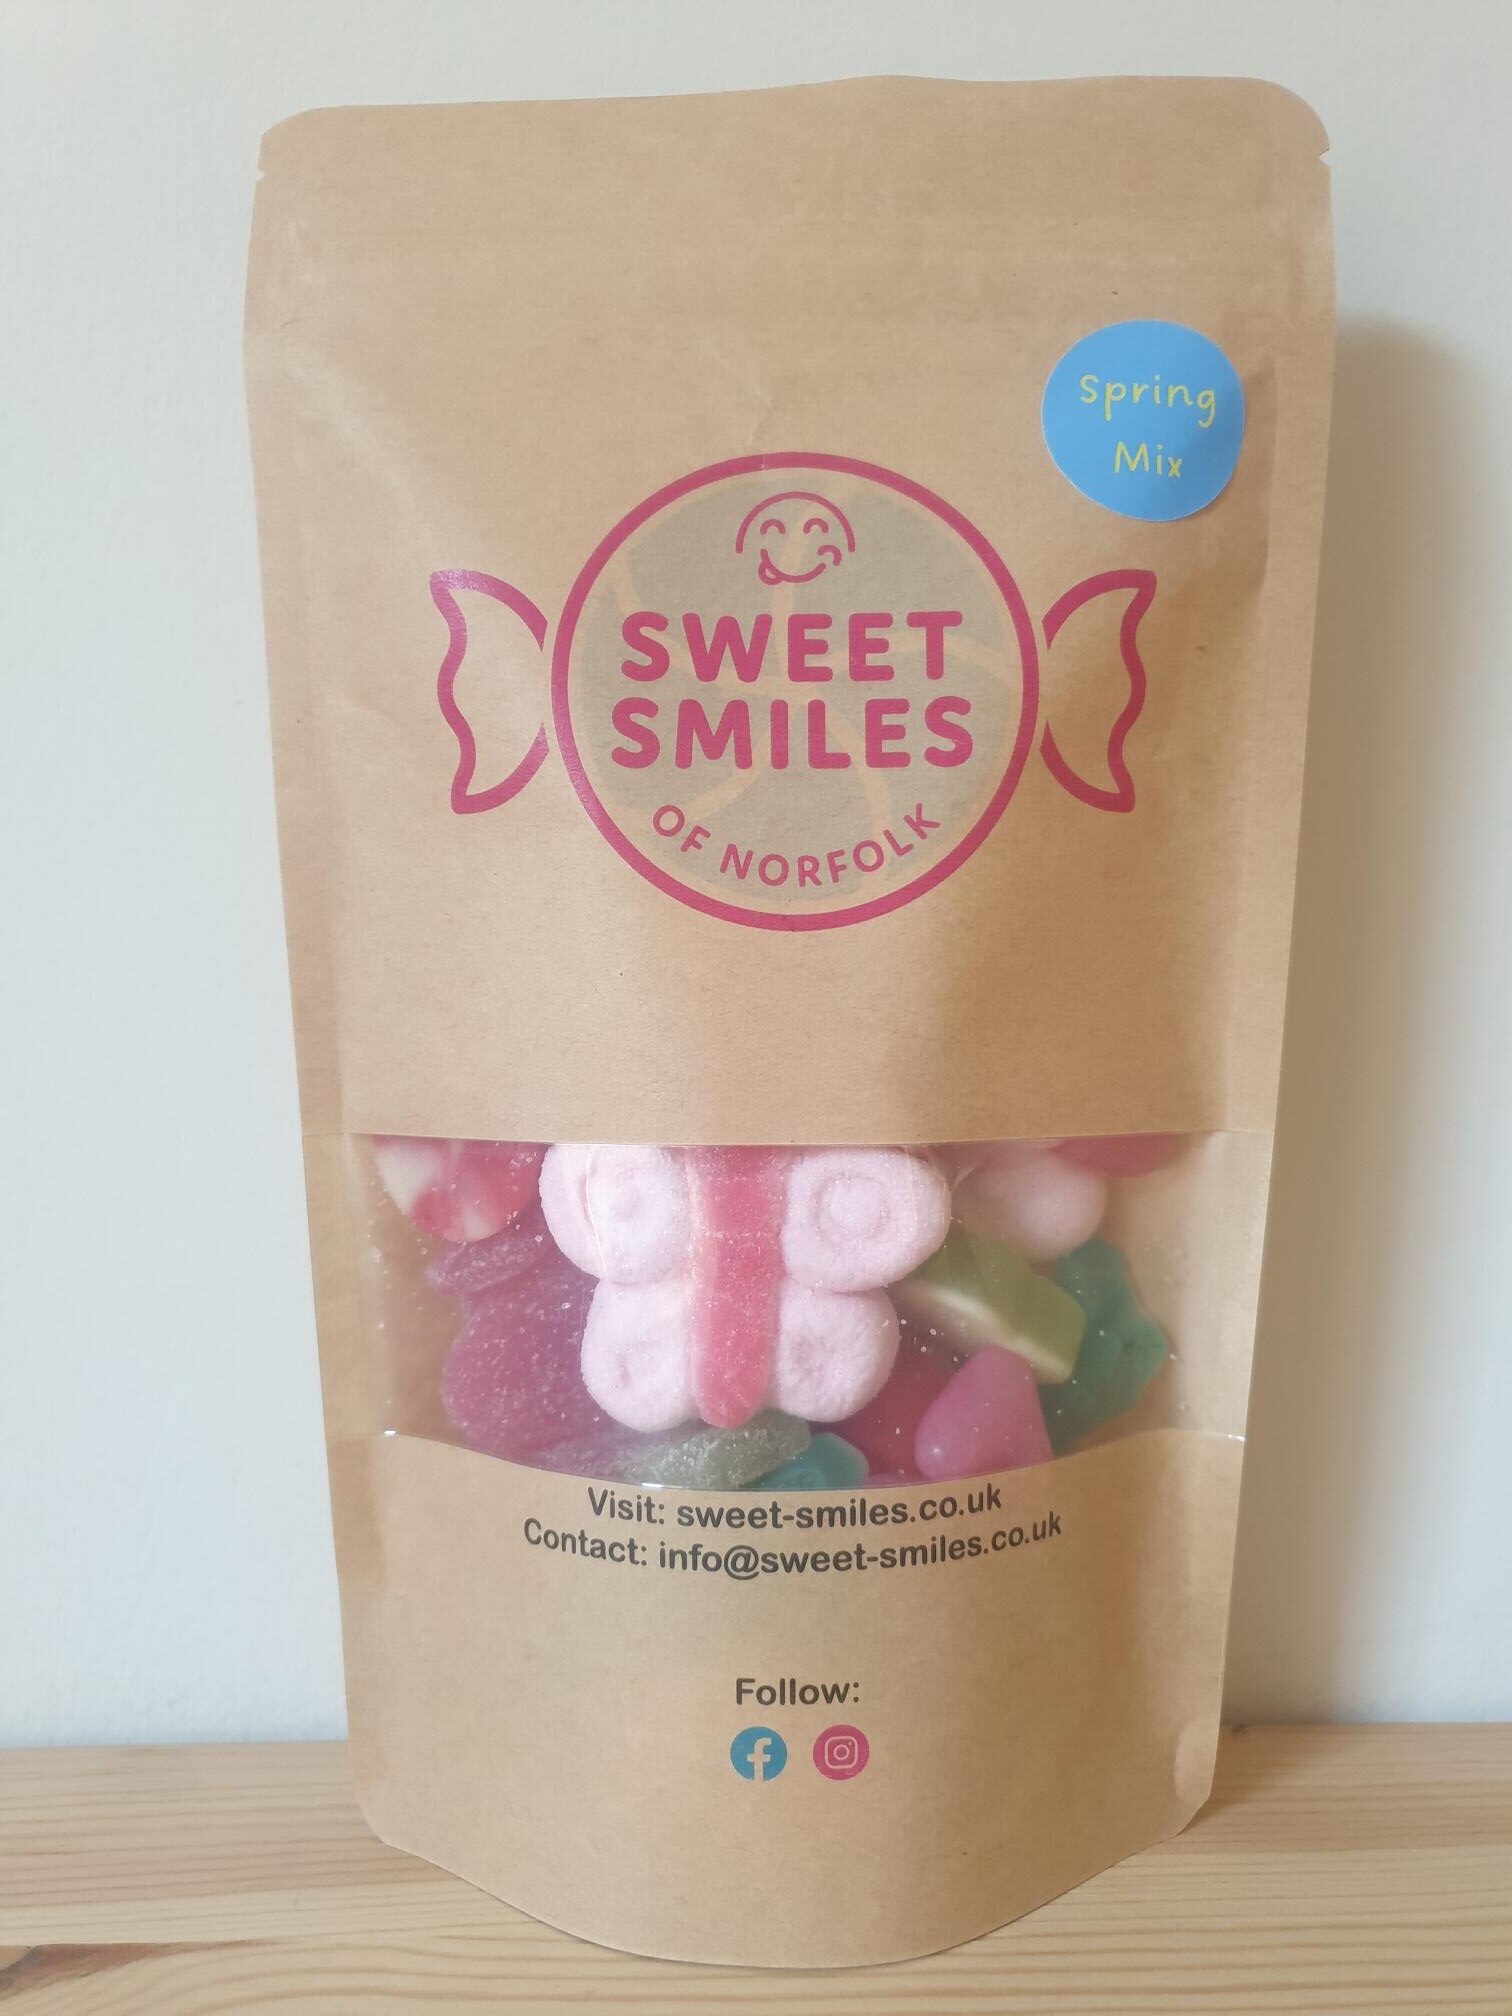 Spring
Mix
SWEET
SMILES
OF NORFOLK
Visit: sweet-smiles.co.uk
Contact: info@sweet-smiles.co.uk
Follow: